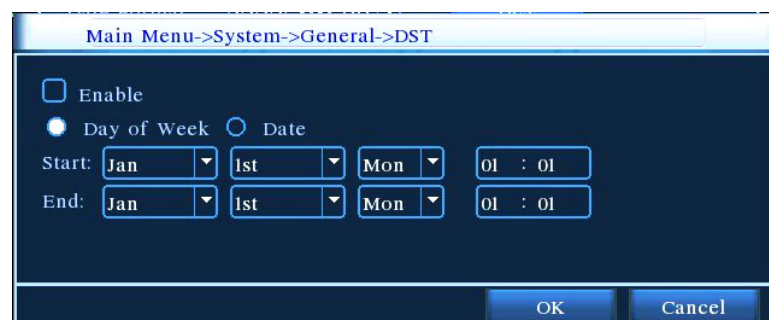 Main Menu->System->General->DST
Enable
Day of Week Date
Start: Jan 1st Mon 01 : 01
End: Jan 1st Mon 01 : 01
OK Cancel